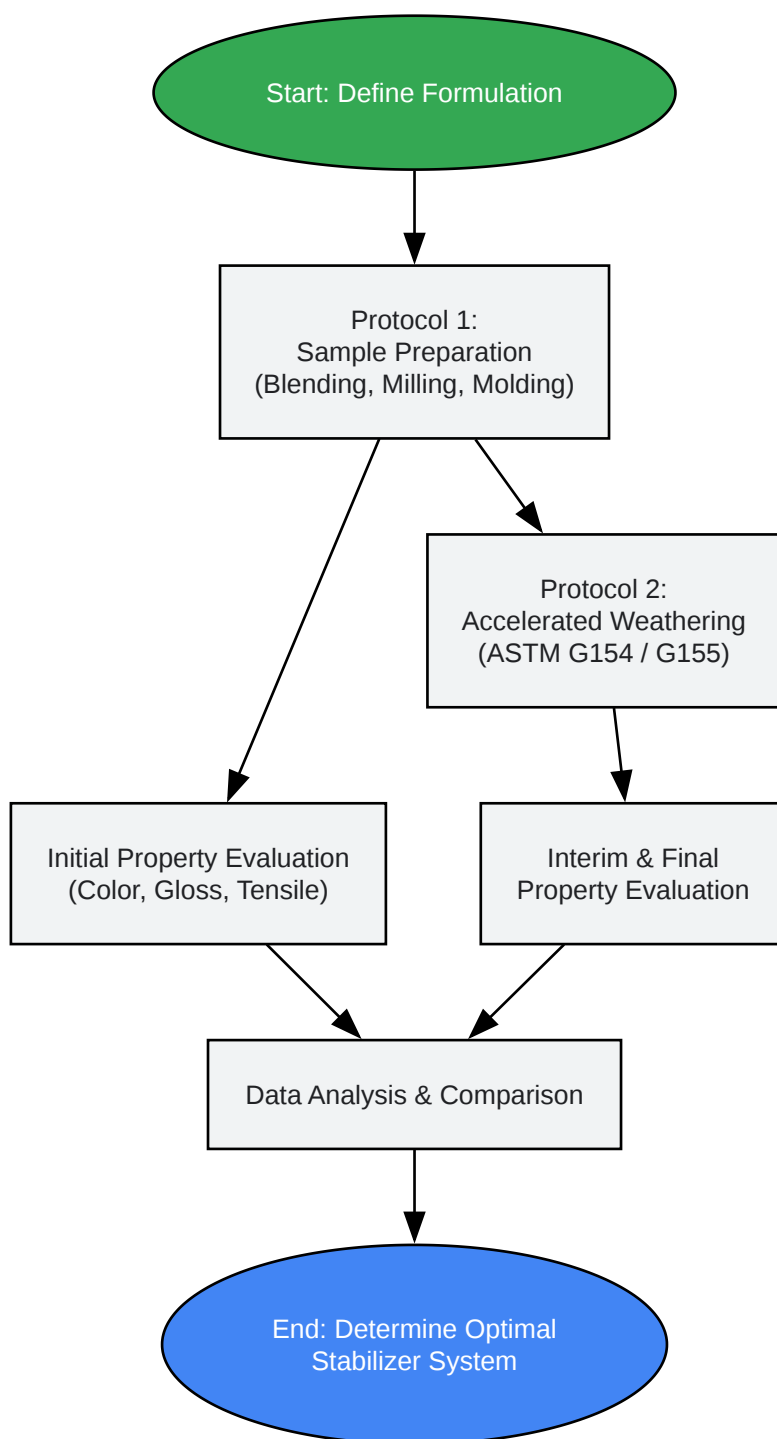 Start: Define Formulation
Protocol 1:
Sample Preparation
(Blending, Milling, Molding)
Protocol 2:
Accelerated Weathering
(ASTM G154 / G155)
Initial Property Evaluation
(Color, Gloss, Tensile)
Interim & Final
Property Evaluation
Data Analysis & Comparison
End: Determine Optimal
Stabilizer System